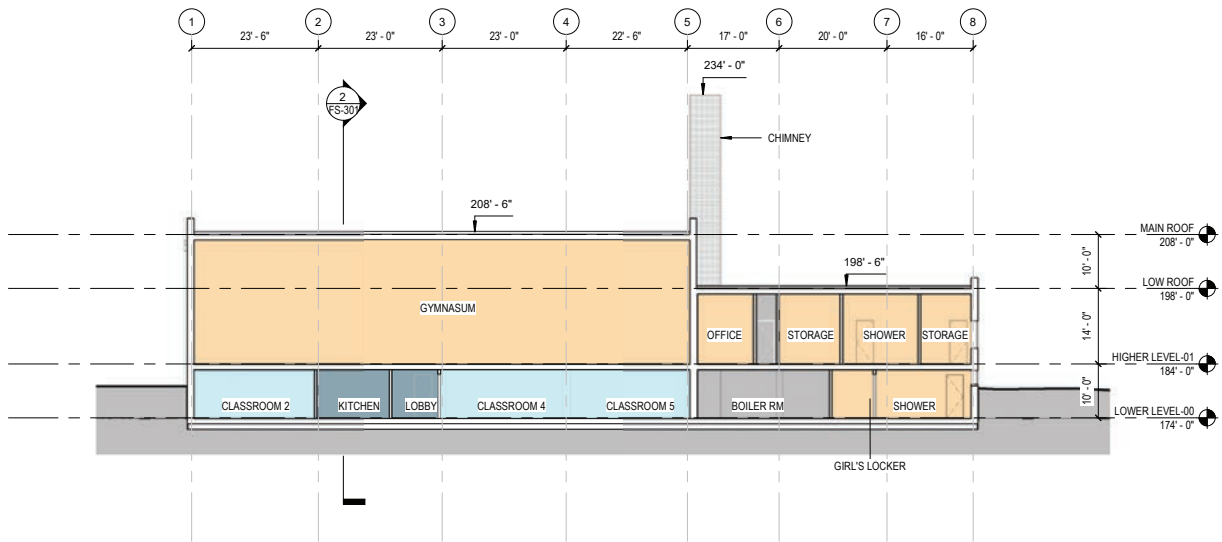 1 2 3 4 5 6 7 8
23' - 6" 23' - 0" 23' - 0" 22' - 6" 17' - 0" 20' - 0" 16' - 0"
234' - 0"
2
FS-301
CHIMNEY
208' - 6"
MAIN ROOF
208' - 0"
10' - 0"
198' - 6"
LOW ROOF
198' - 0"
GYMNASUM
OFFICE STORAGE SHOWER STORAGE
14' - 0"
HIGHER LEVEL-01
184' - 0"
CLASSROOM 2 KITCHEN LOBBY CLASSROOM 4 CLASSROOM 5 BOILER RM SHOWER
10' - 0"
LOWER LEVEL-00
174' - 0"
GIRL'S LOCKER